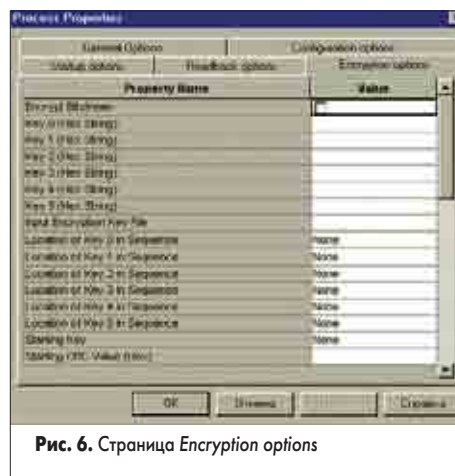 Process Properties
General Options
Configuration options
Startup options
Readback options
Encryption options
Property Name
Value
Encrypt Bitstream
Key 0 (Hex String)
Key 1 (Hex String)
Key 2 (Hex String)
Key 3 (Hex String)
Key 4 (Hex String)
Key 5 (Hex String)
Input Encryption Key File
Location of Key 0 in Sequence None
Location of Key 1 in Sequence None
Location of Key 2 in Sequence None
Location of Key 3 in Sequence None
Location of Key 4 in Sequence None
Location of Key 5 in Sequence None
Starting Key None
Starting CBC Value (Hex)
OK
Отмена
Справка
Рис. 6. Страница Encryption options